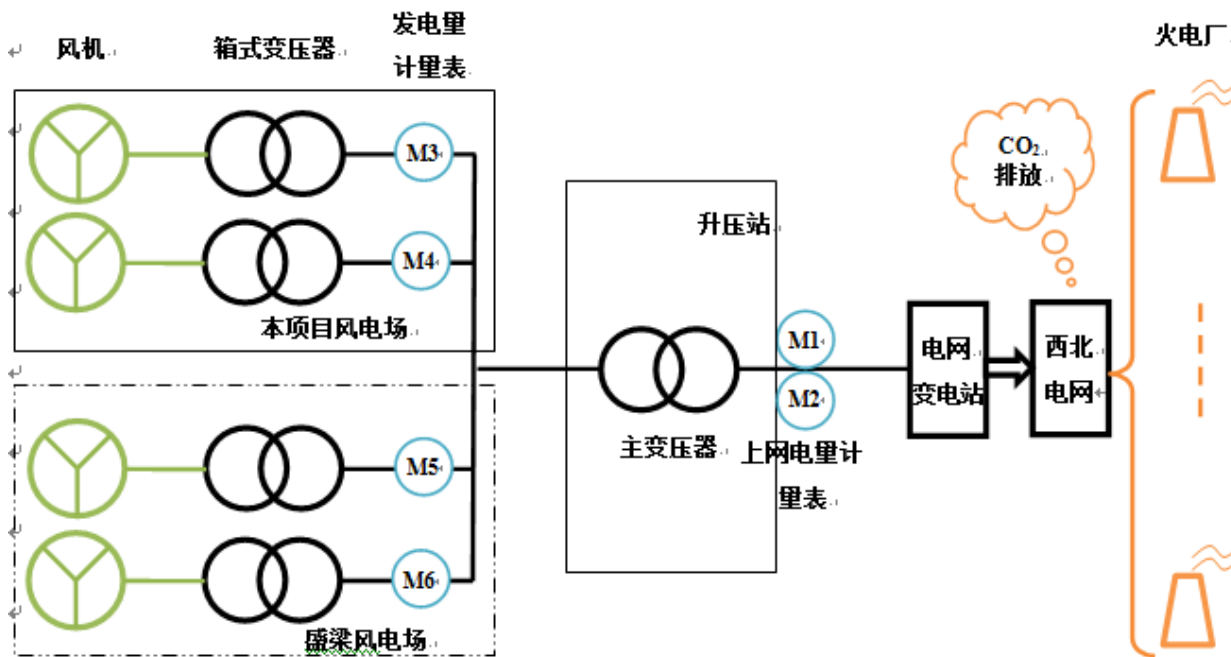 风机
箱式变压器
发电量
计量表
火电厂
M3
M4
本项目风电场
CO₂
排放
升压站
M1
M2
电网
变电站
西北
电网
主变压器
上网电量计
量表
M5
M6
盛梁风电场